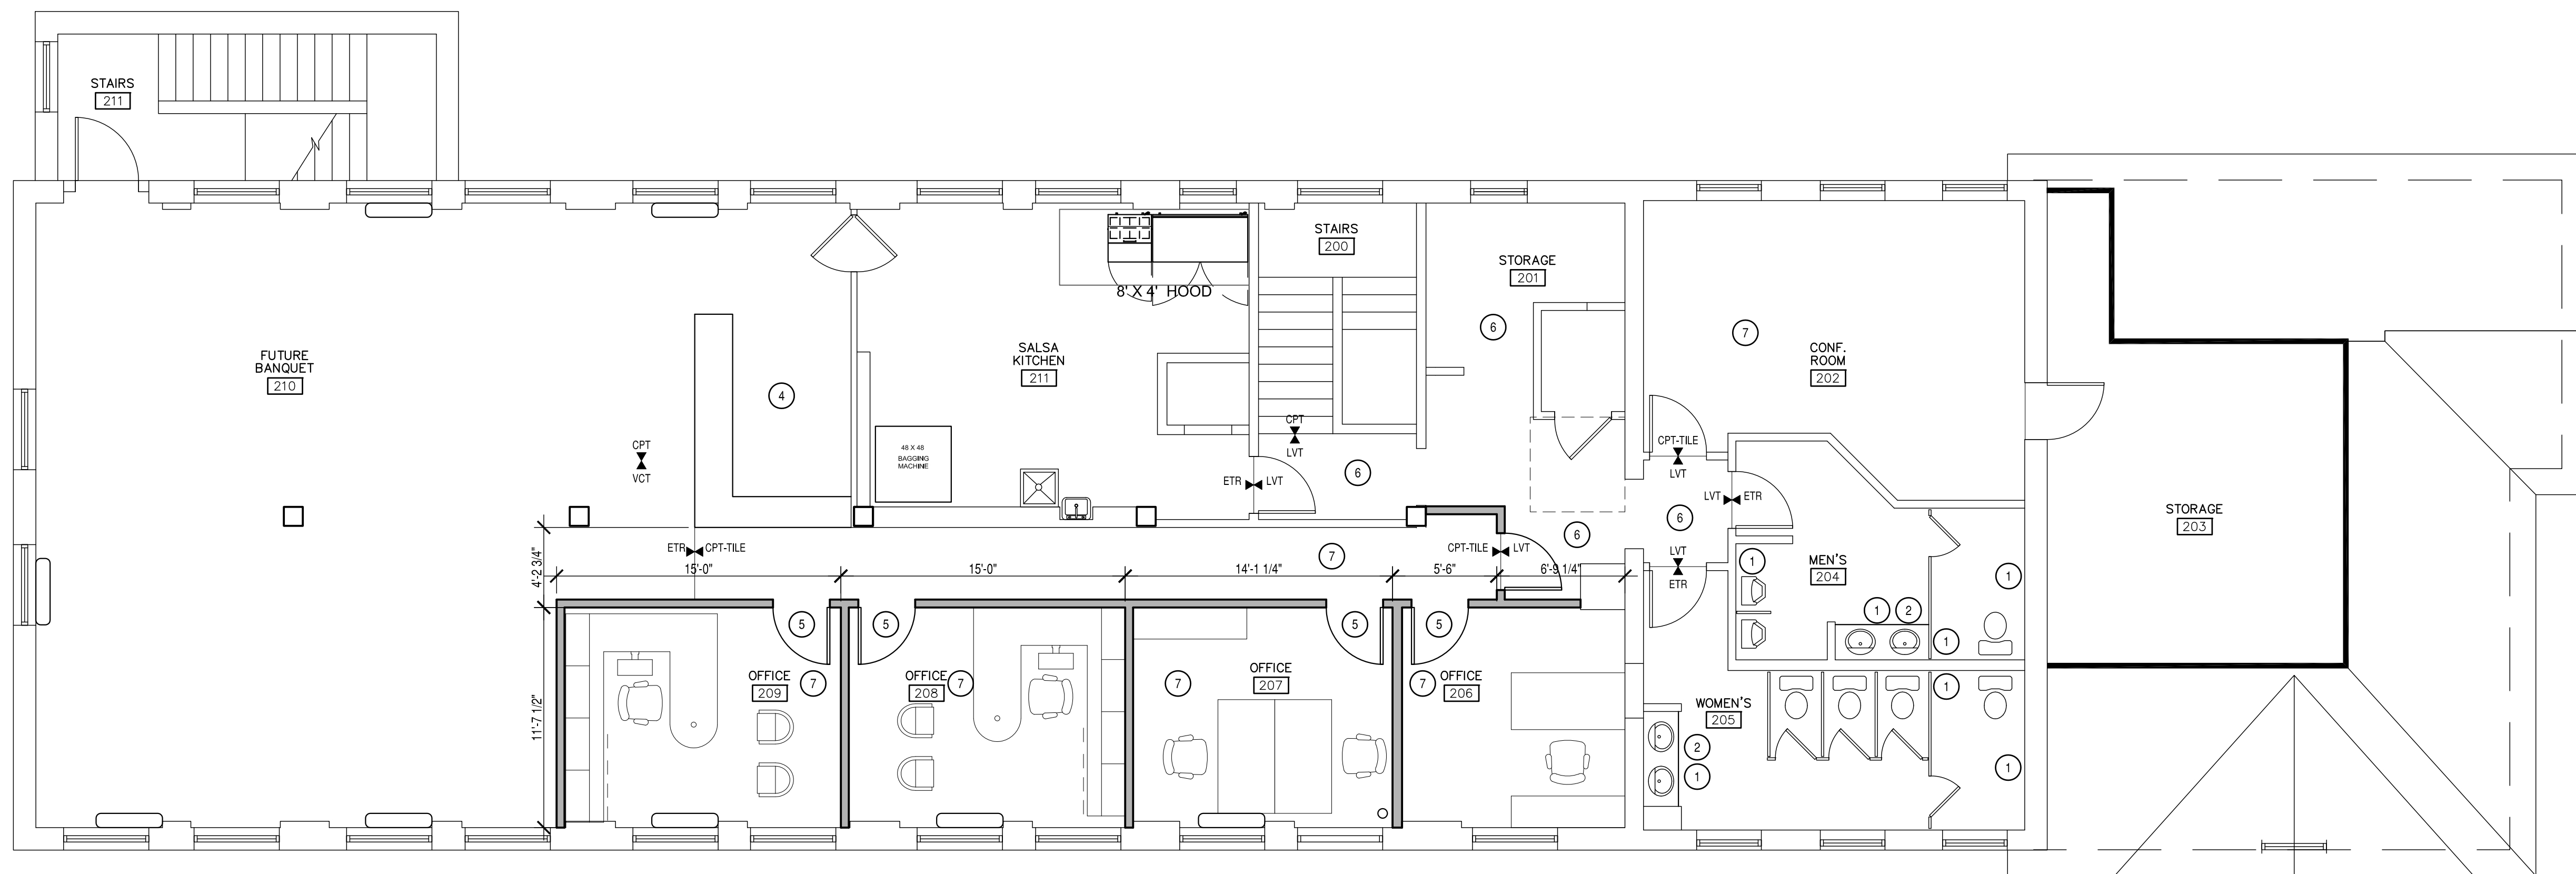 STAIRS
211
STAIRS
200
STORAGE
201
8' X 4' HOOD
6
7
FUTURE
BANQUET
210
SALSA
KITCHEN
211
CONF.
ROOM
202
4
CPT
LVT
CPT
VCT
48 X 48
BAGGING
MACHINE
6
ETR LVT
CPT-TILE
LVT
LVT ETR
STORAGE
203
6
6
ETR CPT-TILE
7
CPT-TILE LVT
LVT
ETR
4'-2 3/4"
15'-0"
15'-0"
14'-1 1/4"
5'-6"
6'-9 1/4"
1
MEN'S
204
1
1
2
1
5
5
5
5
OFFICE
209
7
OFFICE
208
7
7
OFFICE
207
7
OFFICE
206
1
11'-7 1/2"
WOMEN'S
205
2
1
1